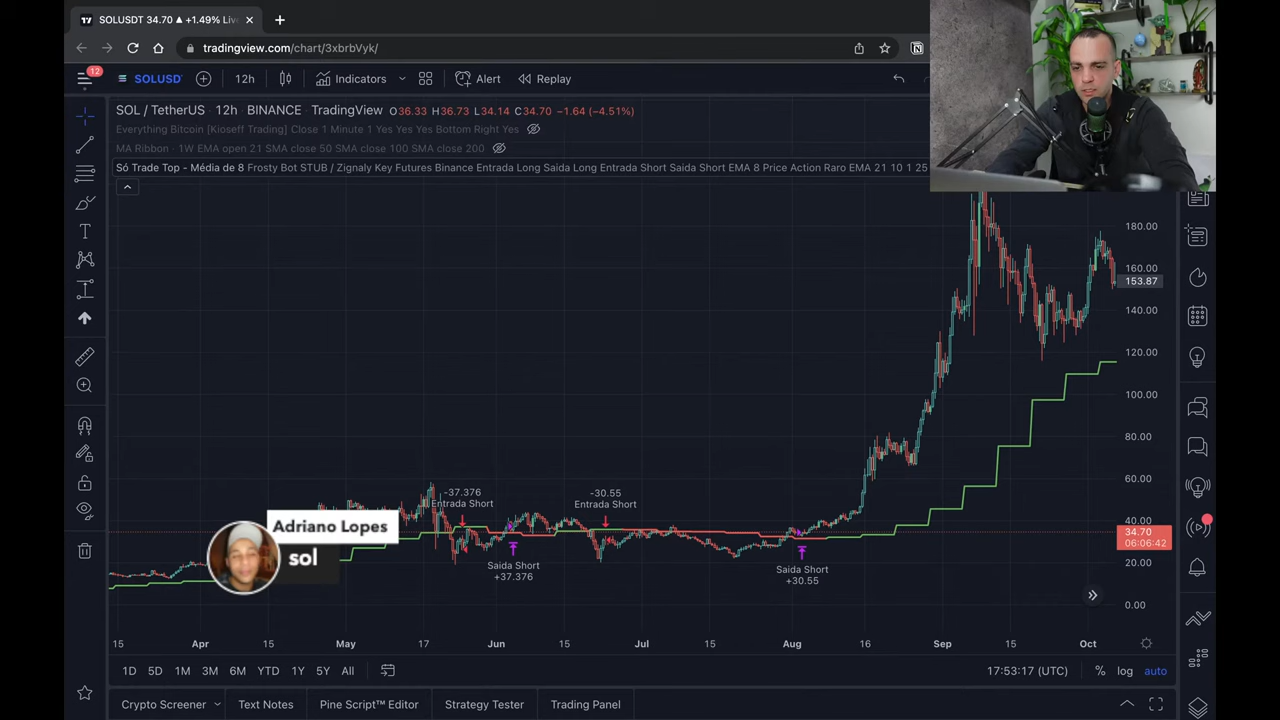 SOLUSDT 34.70 ▲ +1.49% Liv
tradingview.com/chart/3xbrbVyk/
12
SOLUSD
12h
Indicators
Alert
Replay
SOL / TetherUS · 12h · BINANCE · TradingView O36.33 H36.73 L34.14 C34.70 −1.64 (−4.51%)
Everything Bitcoin [Kioseff Trading] Close 1 Minute 1 Yes Yes Yes Bottom Right Yes
MA Ribbon · 1W EMA open 21 SMA close 50 SMA close 100 SMA close 200
Só Trade Top - Média de 8 Frosty Bot STUB / Zignaly Key Futures Binance Entrada Long Saida Long Entrada Short Saida Short EMA 8 Price Action Raro EMA 21 10 1 25
180.00
160.00
153.87
140.00
120.00
100.00
80.00
60.00
40.00
34.70
06:06:42
20.00
0.00
-37.376
Entrada Short
-30.55
Entrada Short
Saida Short
+37.376
Saida Short
+30.55
Adriano Lopes
sol
15
Apr
15
May
17
Jun
15
Jul
15
Aug
16
Sep
15
Oct
1D 5D 1M 3M 6M YTD 1Y 5Y All
17:53:17 (UTC)
% log auto
Crypto Screener
Text Notes
Pine Script™ Editor
Strategy Tester
Trading Panel